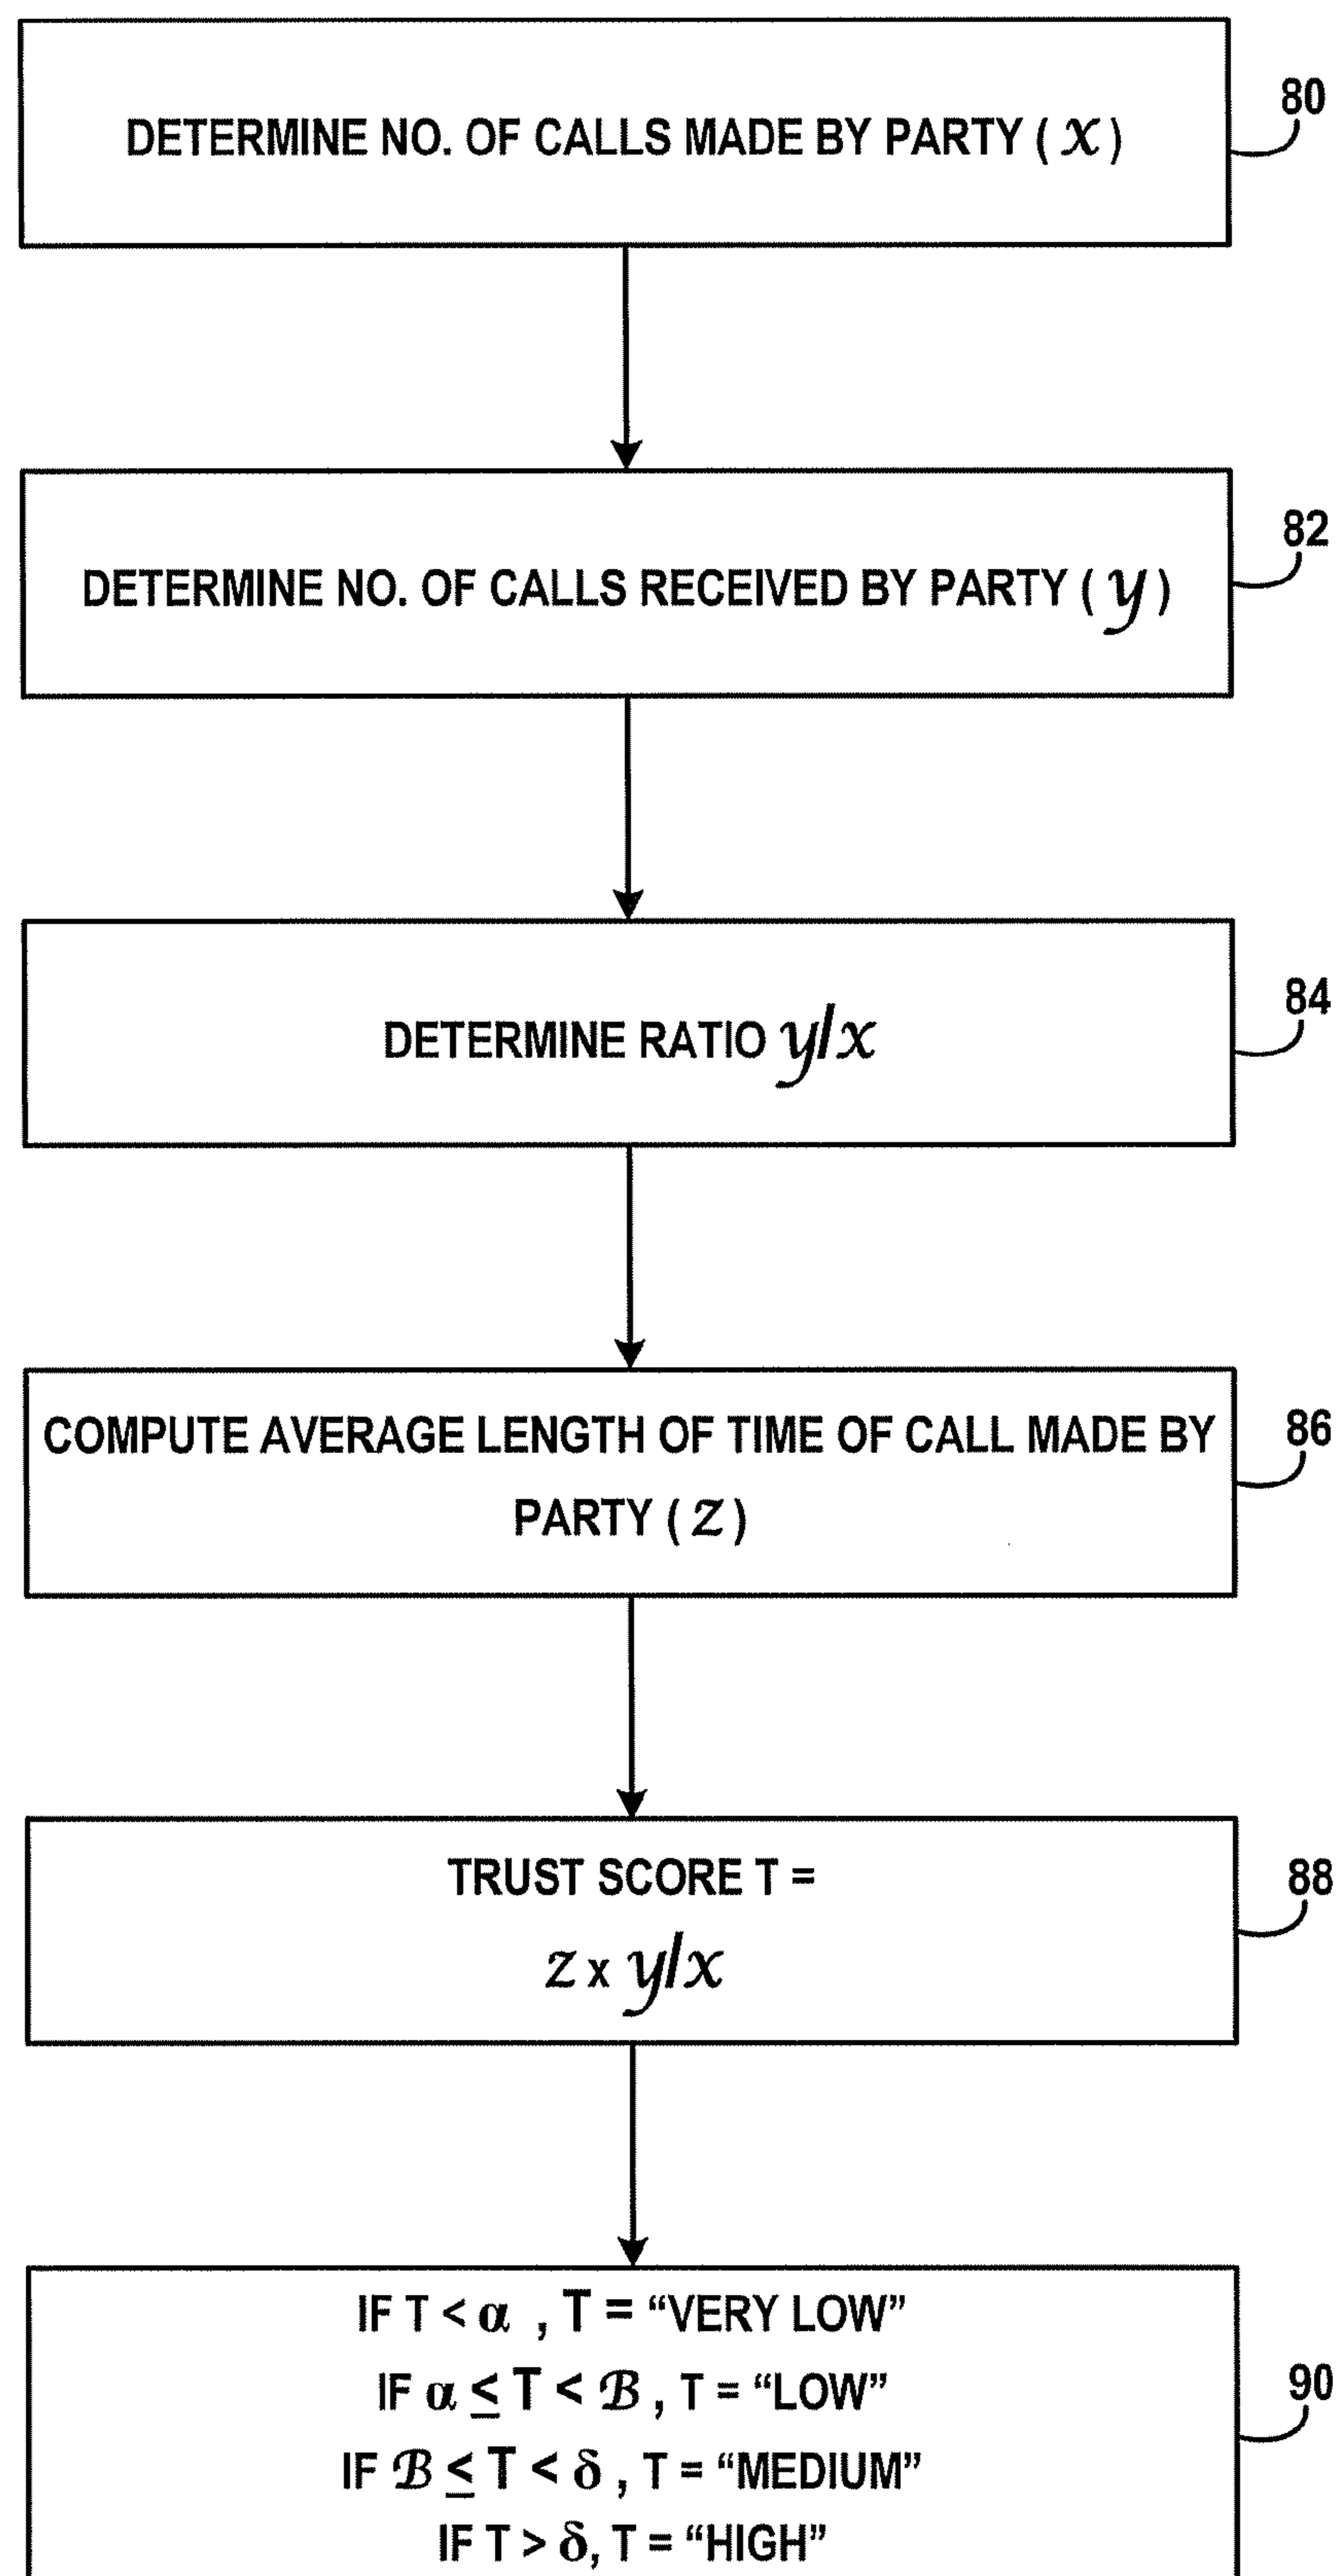 DETERMINE NO. OF CALLS MADE BY PARTY ( x )
80
DETERMINE NO. OF CALLS RECEIVED BY PARTY ( y )
82
DETERMINE RATIO y/x
84
COMPUTE AVERAGE LENGTH OF TIME OF CALL MADE BY
PARTY ( z )
86
TRUST SCORE T =
z x y/x
88
IF T < α , T = “VERY LOW”
IF α ≤ T < ℬ , T = “LOW”
IF ℬ ≤ T < δ , T = “MEDIUM”
IF T > δ, T = “HIGH”
90